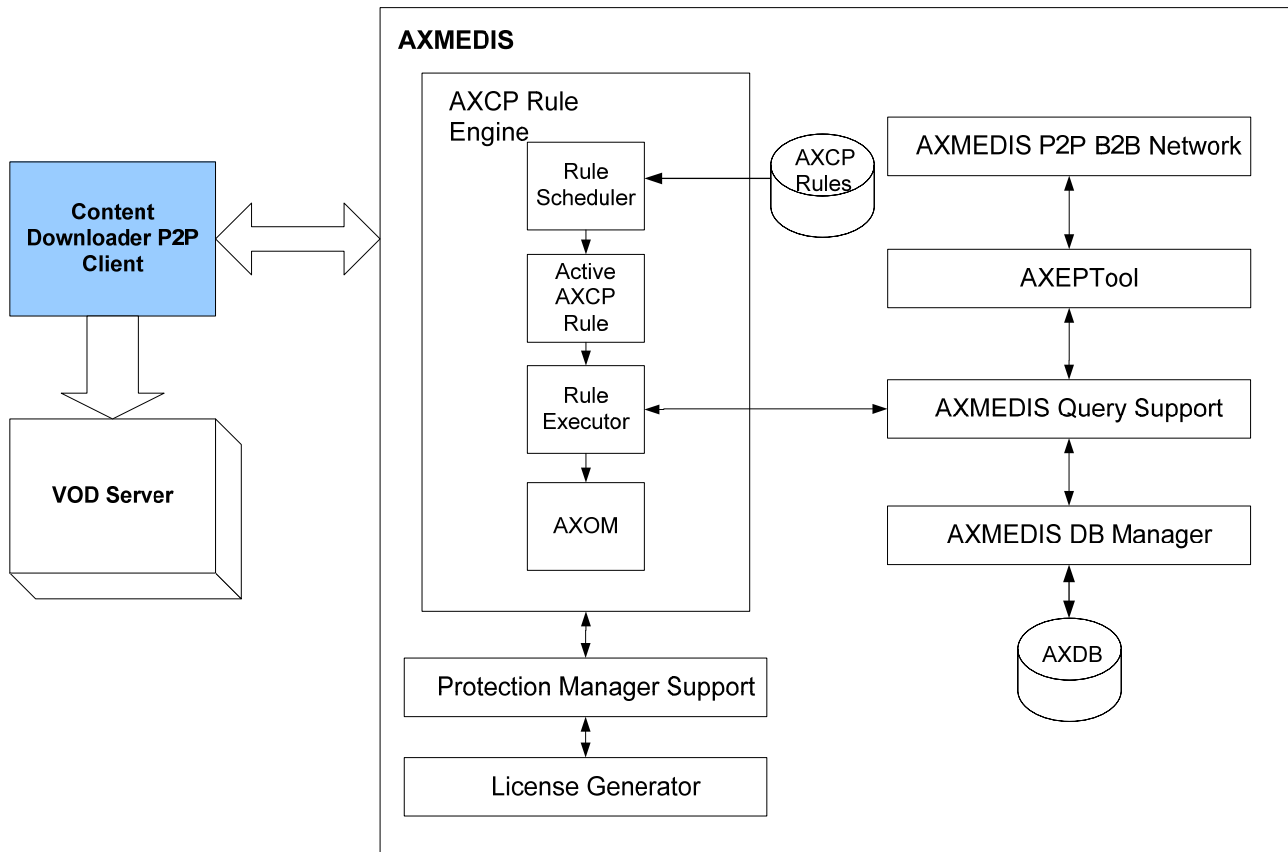 AXMEDIS
AXCP Rule
Engine
Rule
Scheduler
AXCP
Rules
AXMEDIS P2P B2B Network
Content
Downloader P2P
Client
Active
AXCP
Rule
AXEPTool
Rule
Executor
AXMEDIS Query Support
VOD Server
AXOM
AXMEDIS DB Manager
AXDB
Protection Manager Support
License Generator